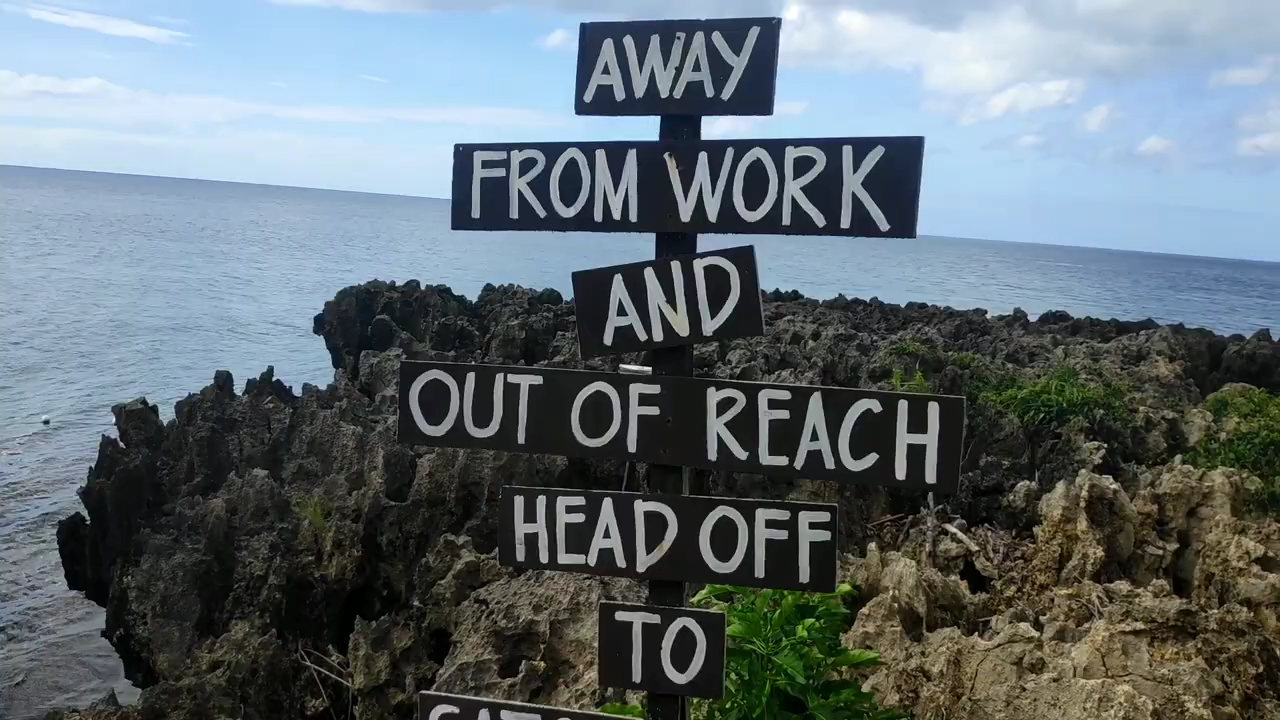 AWAY
FROM WORK
AND
OUT OF REACH
HEAD OFF
TO